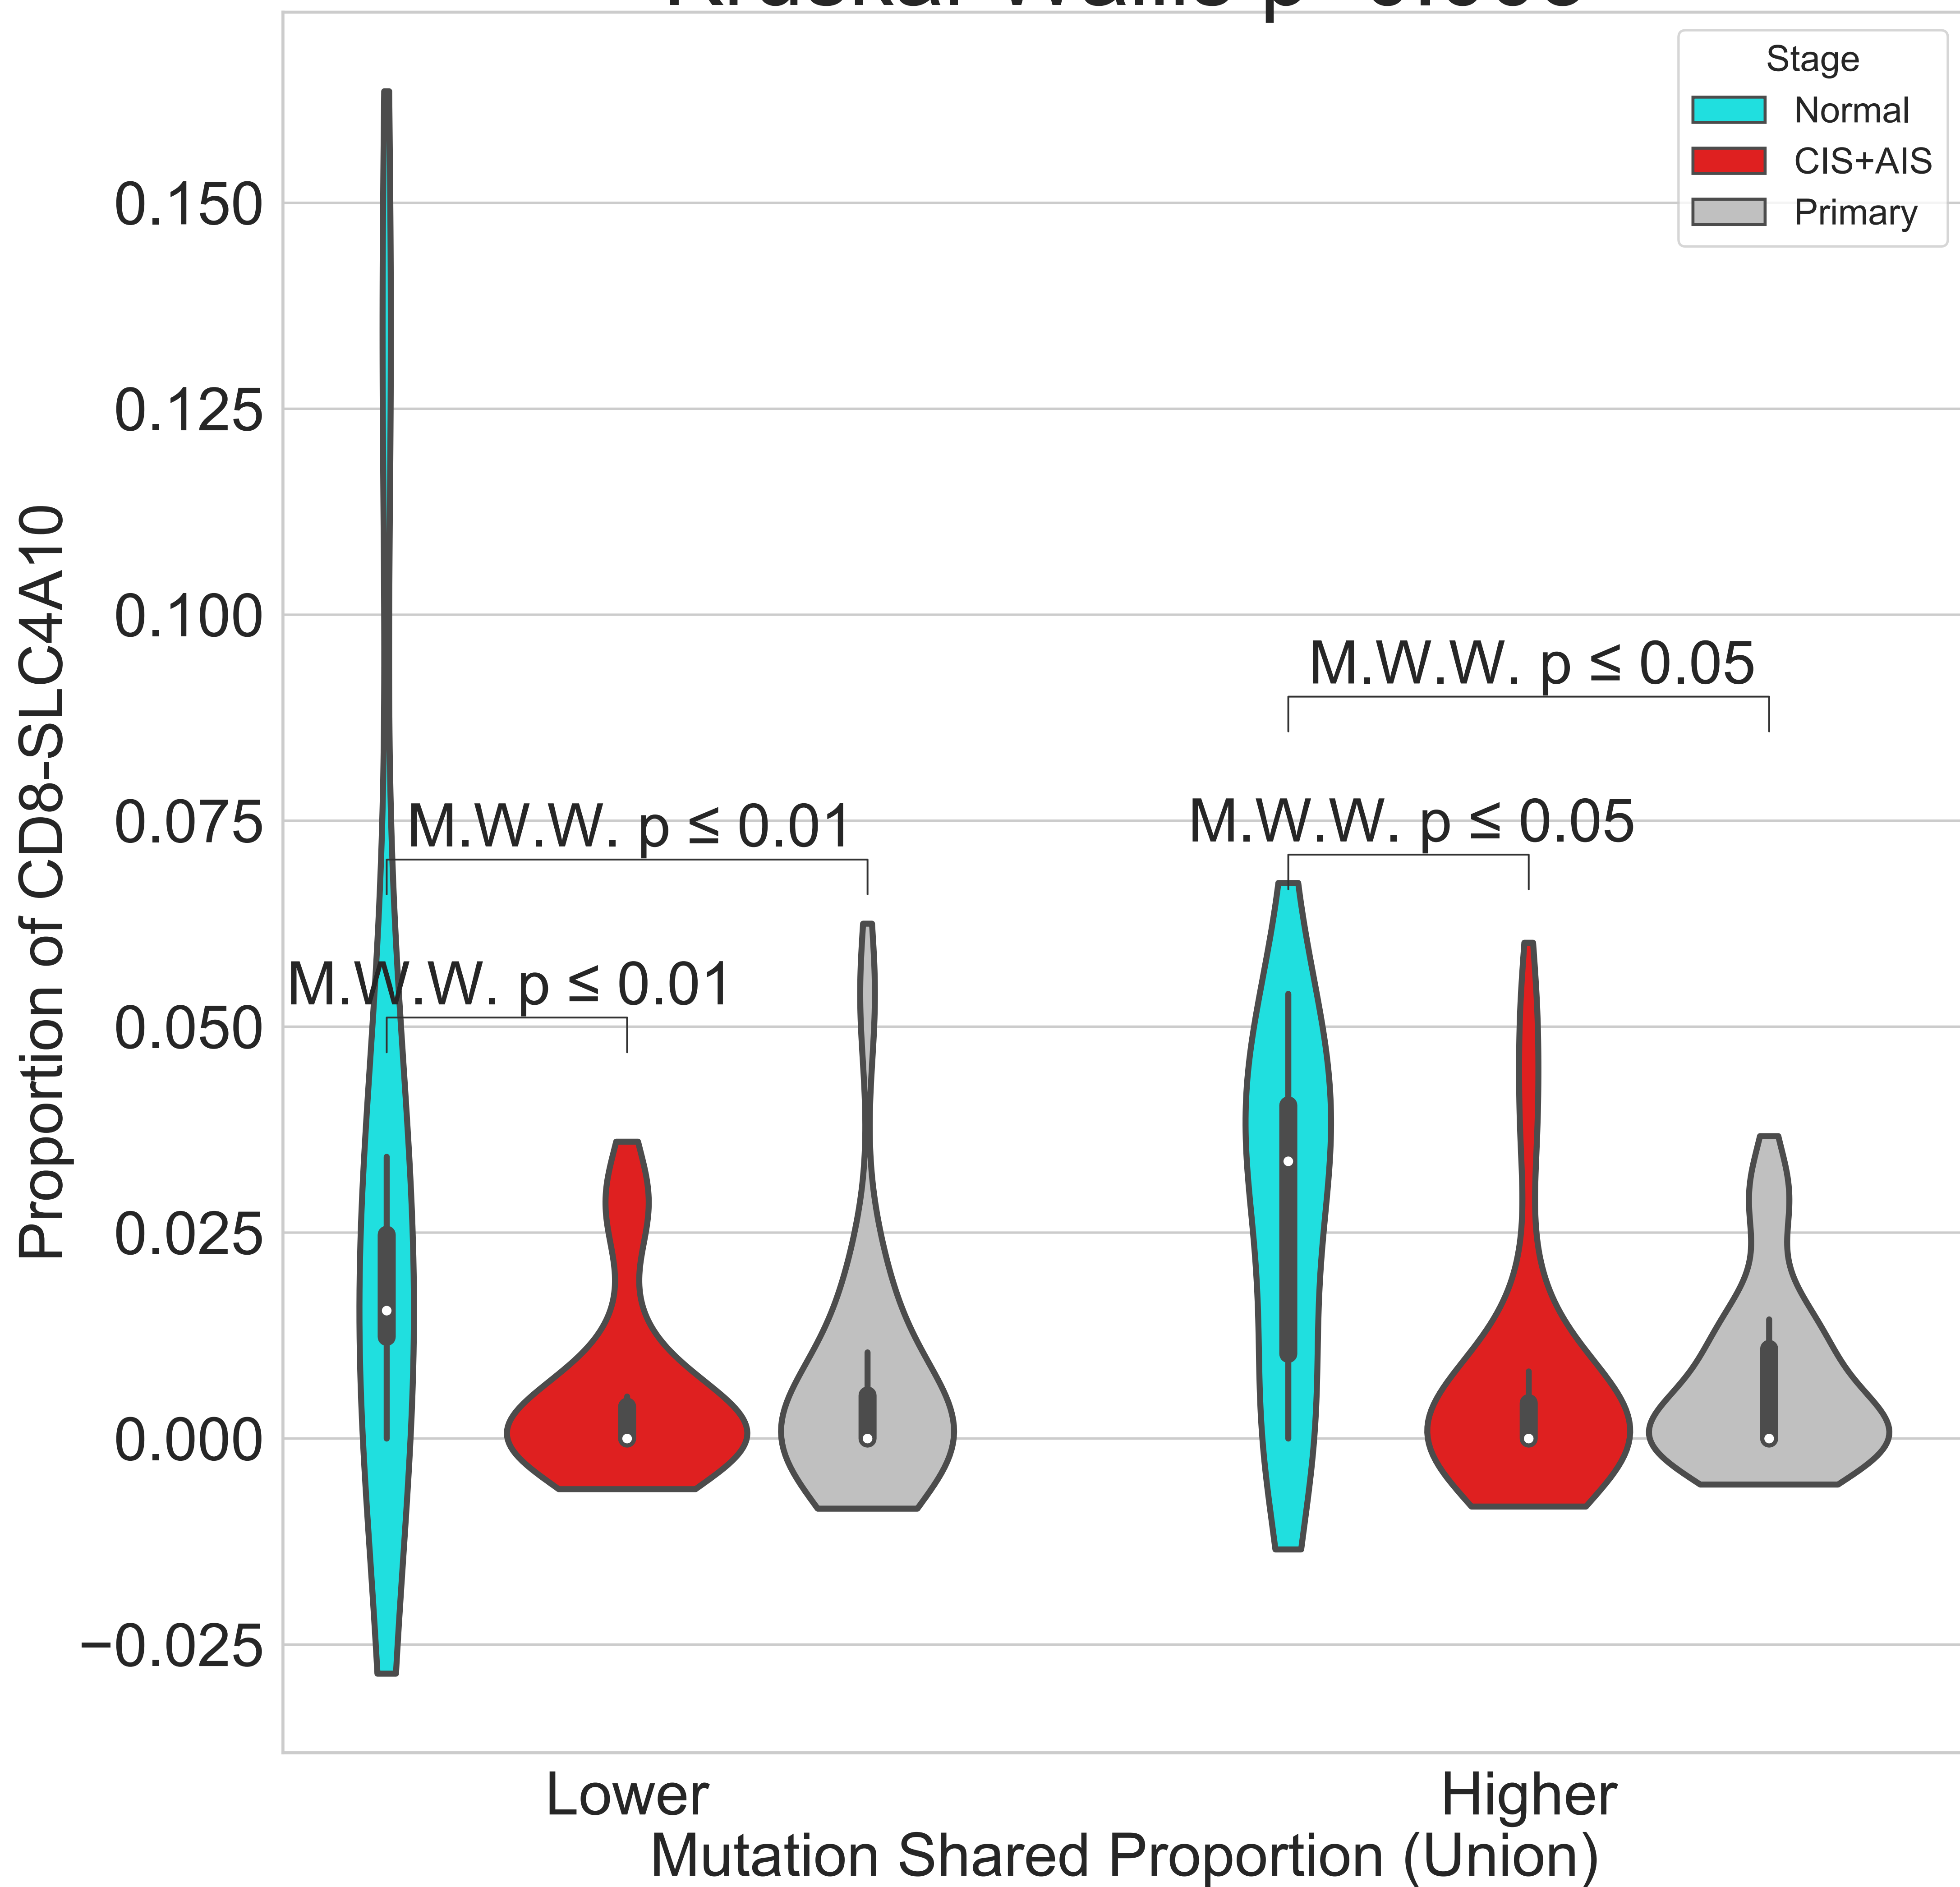 Stage
Normal
CIS+AIS
Primary
0.150
0.125
0.100
0.075
0.050
0.025
0.000
−0.025
Proportion of CD8-SLC4A10
M.W.W. p ≤ 0.05
M.W.W. p ≤ 0.01
M.W.W. p ≤ 0.05
M.W.W. p ≤ 0.01
Lower
Higher
Mutation Shared Proportion (Union)